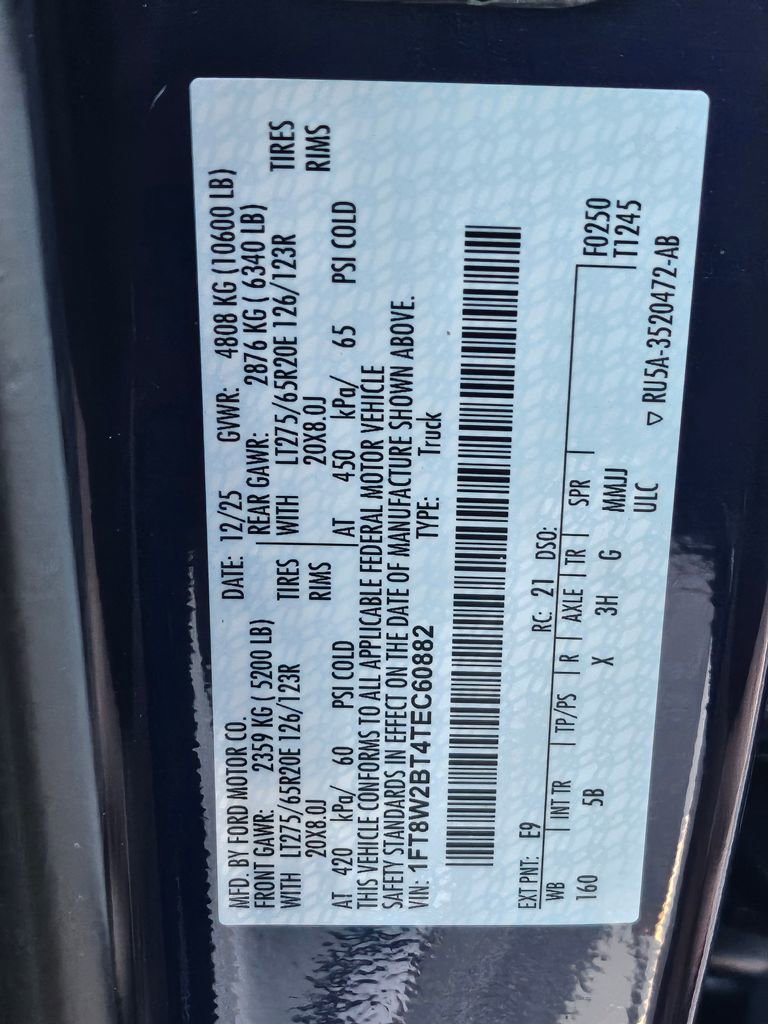 MFD. BY FORD MOTOR CO. DATE: 12/25 GVWR: 4808 KG (10600 LB)
FRONT GAWR: 2359 KG ( 5200 LB) REAR GAWR: 2876 KG ( 6340 LB)
WITH LT275/65R20E 126/123R TIRES WITH LT275/65R20E 126/123R TIRES
20X8.0J RIMS 20X8.0J RIMS
AT 420 kPa/ 60 PSI COLD AT 450 kPa/ 65 PSI COLD
THIS VEHICLE CONFORMS TO ALL APPLICABLE FEDERAL MOTOR VEHICLE
SAFETY STANDARDS IN EFFECT ON THE DATE OF MANUFACTURE SHOWN ABOVE.
VIN: 1FT8W2BT4TEC60882 TYPE: Truck
EXT PNT: E9 RC: 21 DSO:
WB INT TR TP/PS R AXLE TR SPR F0250
160 5B X 3H G MMJJ T1245
ULC ▽ RU5A-3520472-AB